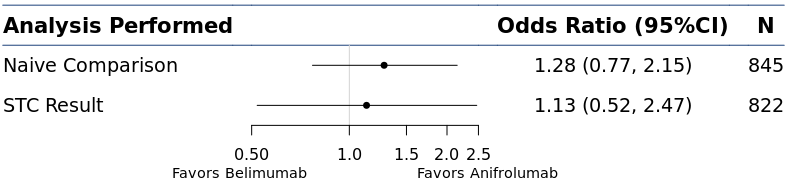 Analysis Performed Odds Ratio (95%CI) N
Naive Comparison 1.28 (0.77, 2.15) 845
STC Result 1.13 (0.52, 2.47) 822
0.50 1.0 1.5 2.0 2.5
Favors Belimumab Favors Anifrolumab